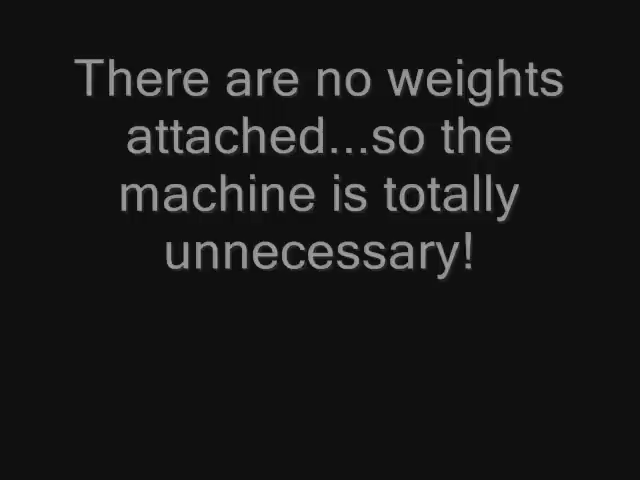 There are no weights
attached...so the
machine is totally
unnecessary!